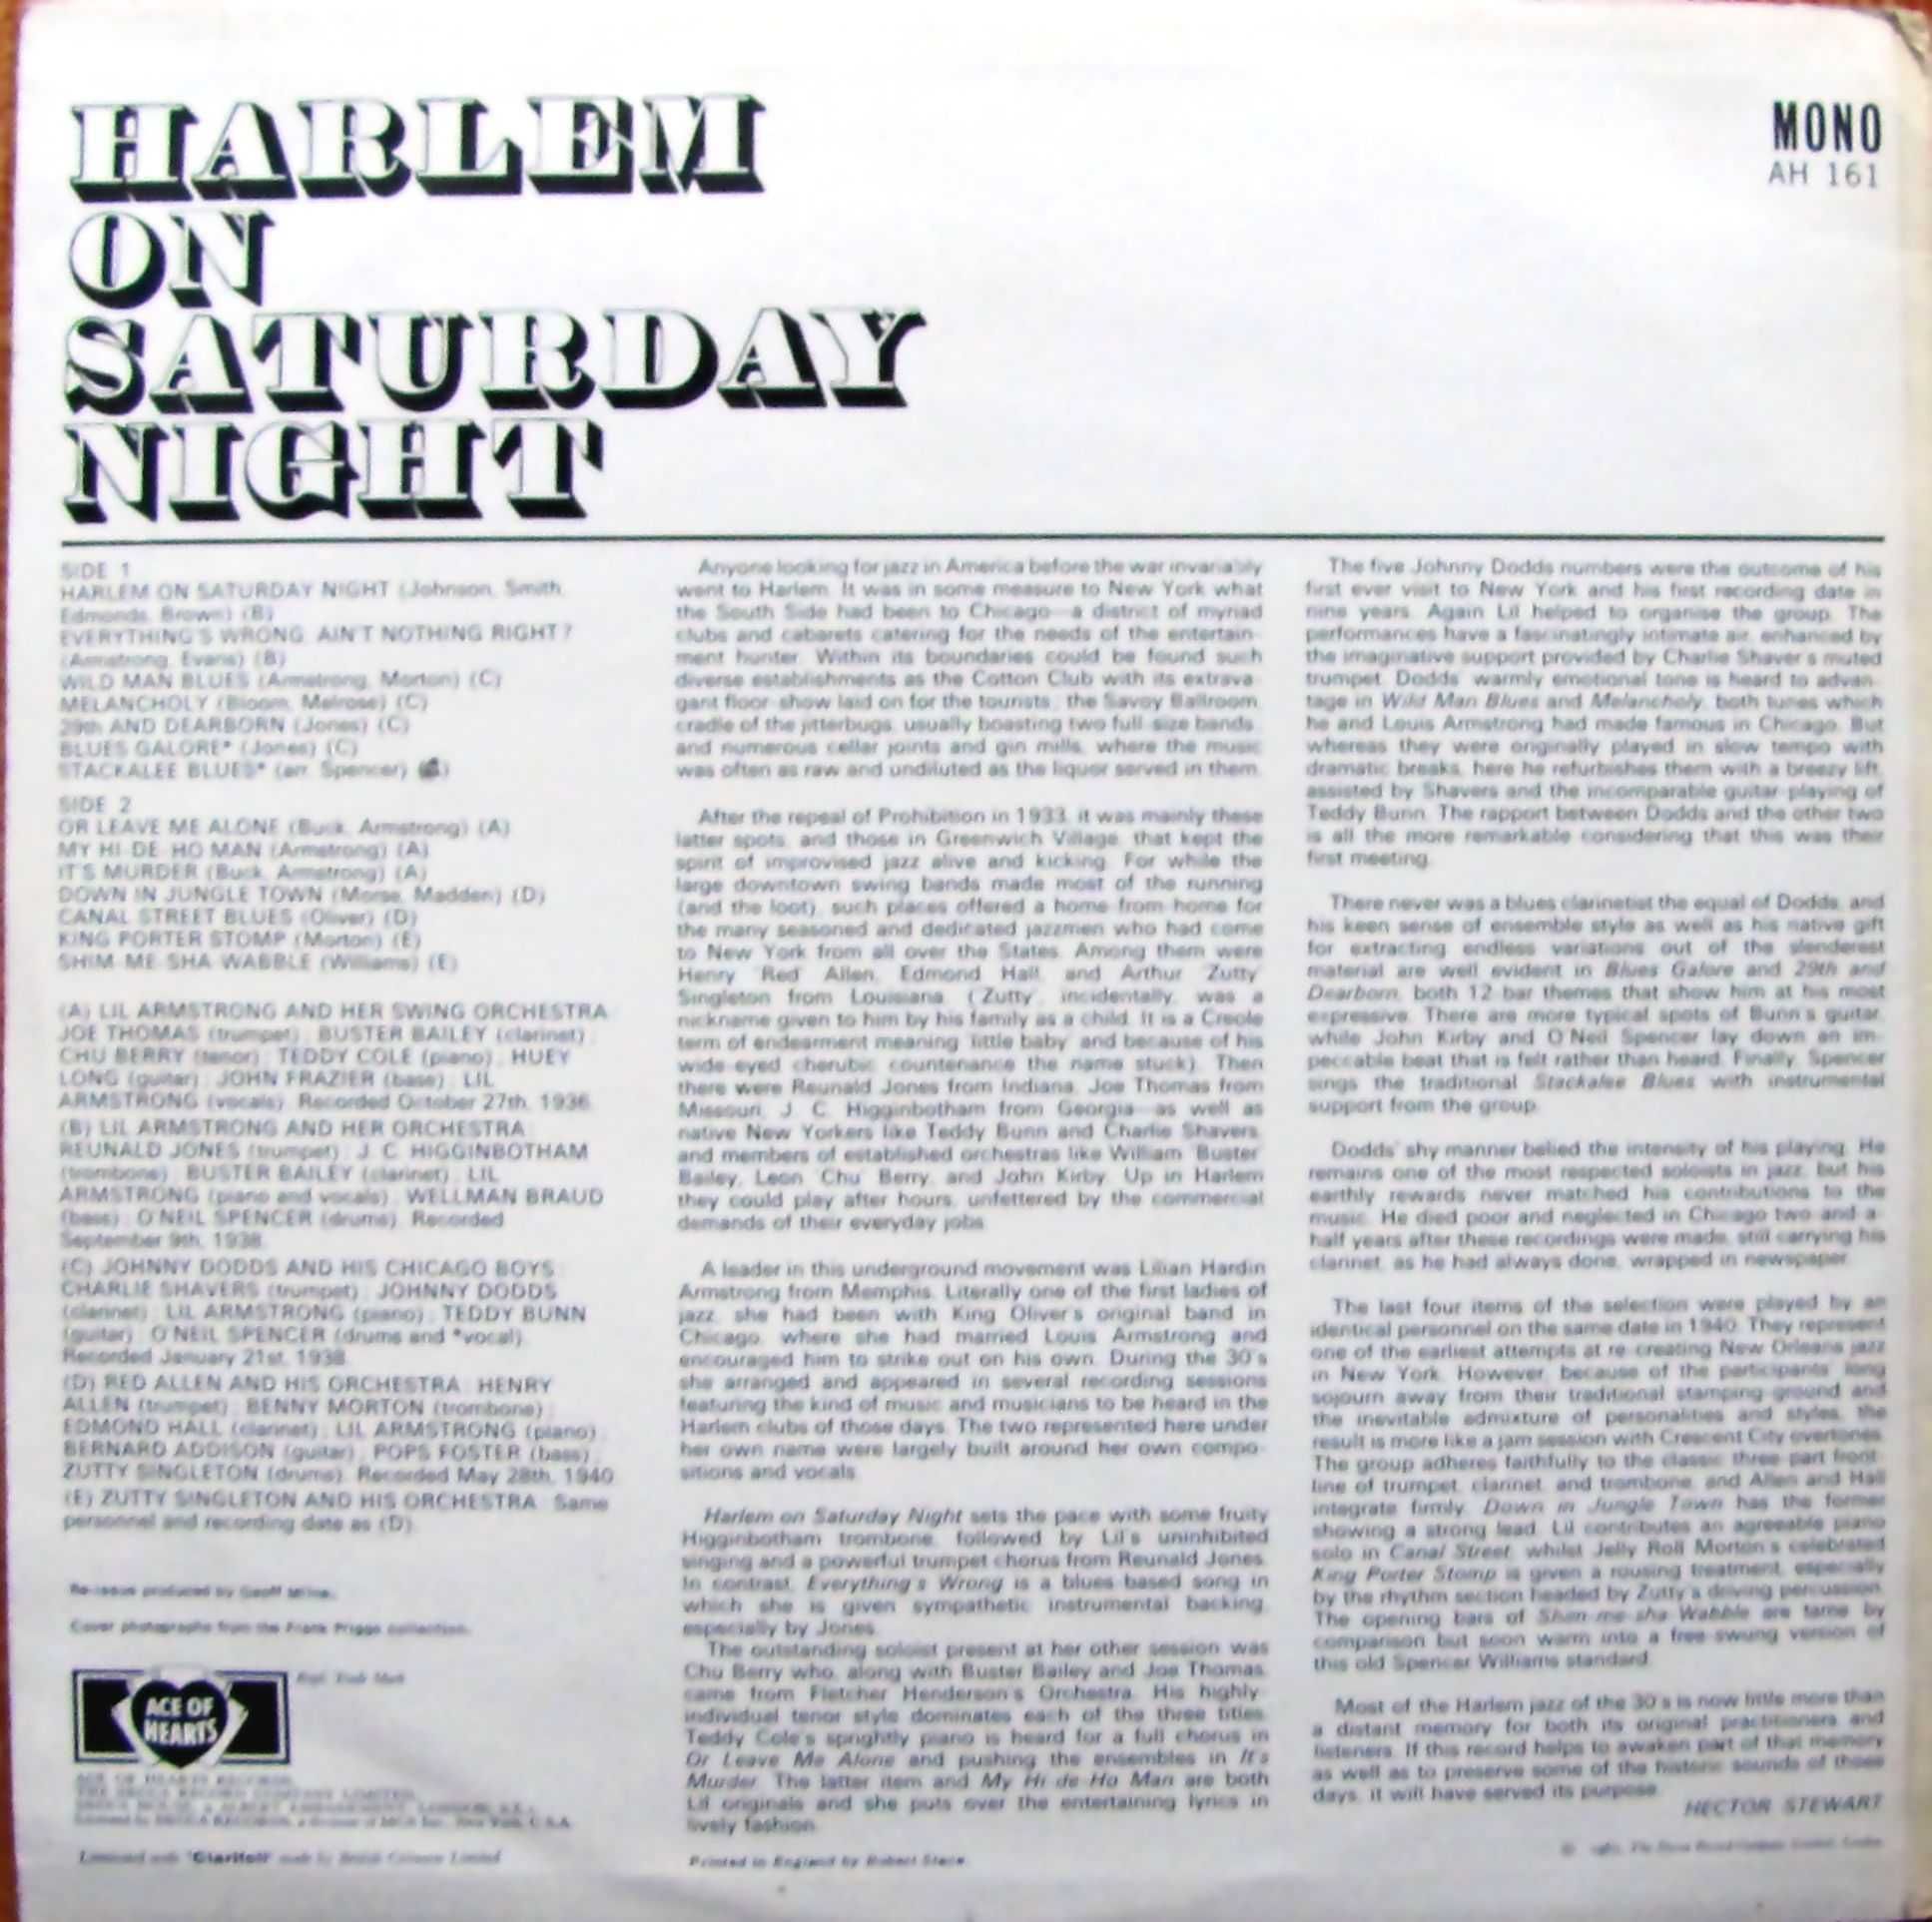 HARLEM
ON
SATURDAY
NIGHT
MONO
AH 161
SIDE 1
HARLEM ON SATURDAY NIGHT (Johnson, Smith,
Edmonds, Brown) (B)
EVERYTHING'S WRONG, AIN'T NOTHING RIGHT?
(Armstrong, Evans) (B)
WILD MAN BLUES (Armstrong, Morton) (C)
MELANCHOLY (Bloom, Melrose) (C)
29th AND DEARBORN (Jones) (C)
BLUES GALORE* (Jones) (C)
STACKALEE BLUES* (arr. Spencer)
SIDE 2
OR LEAVE ME ALONE (Buck, Armstrong) (A)
MY HI-DE-HO MAN (Armstrong) (A)
IT'S MURDER (Buck, Armstrong) (A)
DOWN IN JUNGLE TOWN (Morse, Madden) (D)
CANAL STREET BLUES (Oliver) (D)
KING PORTER STOMP (Morton) (E)
SHIM-ME-SHA-WABBLE (Williams) (E)
(A) LIL ARMSTRONG AND HER SWING ORCHESTRA:
JOE THOMAS (trumpet); BUSTER BAILEY (clarinet);
CHU BERRY (tenor); TEDDY COLE (piano); HUEY
LONG (guitar); JOHN FRAZIER (bass); LIL
ARMSTRONG (vocals). Recorded October 27th, 1936.
(B) LIL ARMSTRONG AND HER ORCHESTRA:
REUNALD JONES (trumpet); J. C. HIGGINBOTHAM
(trombone); BUSTER BAILEY (clarinet); LIL
ARMSTRONG (piano and vocals); WELLMAN BRAUD
(bass); O'NEIL SPENCER (drums). Recorded
September 9th, 1938.
(C) JOHNNY DODDS AND HIS CHICAGO BOYS:
CHARLIE SHAVERS (trumpet); JOHNNY DODDS
(clarinet); LIL ARMSTRONG (piano); TEDDY BUNN
(guitar); O'NEIL SPENCER (drums and *vocal).
Recorded January 21st, 1938.
(D) RED ALLEN AND HIS ORCHESTRA: HENRY
ALLEN (trumpet); BENNY MORTON (trombone);
EDMOND HALL (clarinet); LIL ARMSTRONG (piano);
BERNARD ADDISON (guitar); POPS FOSTER (bass);
ZUTTY SINGLETON (drums). Recorded May 28th, 1940.
(E) ZUTTY SINGLETON AND HIS ORCHESTRA: Same
personnel and recording date as (D).
Re-issue produced by Geoff Milne.
Cover photographs from the Frank Driggs collection.
Regd. Trade Mark
ACE OF
HEARTS
ACE OF HEARTS RECORDS,
THE DECCA RECORD COMPANY LIMITED,
DECCA HOUSE, 9 ALBERT EMBANKMENT, LONDON, S.E.1
Licensed by DECCA RECORDS, a division of MCA Inc., New York, U.S.A.
Laminated with 'Clarifoil' made by British Celanese Limited
Anyone looking for jazz in America before the war invariably
went to Harlem. It was in some measure to New York what
the South Side had been to Chicago—a district of myriad
clubs and cabarets catering for the needs of the entertain-
ment hunter. Within its boundaries could be found such
diverse establishments as the Cotton Club with its extrava-
gant floor-show laid on for the tourists; the Savoy Ballroom,
cradle of the jitterbugs, usually boasting two full-size bands;
and numerous cellar joints and gin mills, where the music
was often as raw and undiluted as the liquor served in them.
After the repeal of Prohibition in 1933, it was mainly these
latter spots, and those in Greenwich Village, that kept the
spirit of improvised jazz alive and kicking. For while the
large downtown swing bands made most of the running
(and the loot), such places offered a home-from-home for
the many seasoned and dedicated jazzmen who had come
to New York from all over the States. Among them were
Henry 'Red' Allen, Edmond Hall, and Arthur 'Zutty'
Singleton from Louisiana. ('Zutty', incidentally, was a
nickname given to him by his family as a child. It is a Creole
term of endearment meaning 'little baby' and because of his
wide-eyed cherubic countenance the name stuck). Then
there were Reunald Jones from Indiana, Joe Thomas from
Missouri, J. C. Higginbotham from Georgia—as well as
native New Yorkers like Teddy Bunn and Charlie Shavers,
and members of established orchestras like William 'Buster'
Bailey, Leon 'Chu' Berry, and John Kirby. Up in Harlem
they could play after hours, unfettered by the commercial
demands of their everyday jobs.
A leader in this underground movement was Lilian Hardin
Armstrong from Memphis. Literally one of the first ladies of
jazz, she had been with King Oliver's original band in
Chicago, where she had married Louis Armstrong and
encouraged him to strike out on his own. During the 30's
she arranged and appeared in several recording sessions
featuring the kind of music and musicians to be heard in the
Harlem clubs of those days. The two represented here under
her own name were largely built around her own compo-
sitions and vocals.
Harlem on Saturday Night sets the pace with some fruity
Higginbotham trombone, followed by Lil's uninhibited
singing and a powerful trumpet chorus from Reunald Jones.
In contrast, Everything's Wrong is a blues-based song in
which she is given sympathetic instrumental backing,
especially by Jones.
The outstanding soloist present at her other session was
Chu Berry who, along with Buster Bailey and Joe Thomas,
came from Fletcher Henderson's Orchestra. His highly-
individual tenor style dominates each of the three titles.
Teddy Cole's sprightly piano is heard for a full chorus in
Or Leave Me Alone and pushing the ensembles in It's
Murder. The latter item and My Hi-de-Ho Man are both
Lil originals and she puts over the entertaining lyrics in
lively fashion.
Printed in England by Robert Stace
The five Johnny Dodds numbers were the outcome of his
first ever visit to New York and his first recording date in
nine years. Again Lil helped to organise the group. The
performances have a fascinatingly intimate air, enhanced by
the imaginative support provided by Charlie Shaver's muted
trumpet. Dodds' warmly emotional tone is heard to advan-
tage in Wild Man Blues and Melancholy, both tunes which
he and Louis Armstrong had made famous in Chicago. But
whereas they were originally played in slow tempo with
dramatic breaks, here he refurbishes them with a breezy lift,
assisted by Shavers and the incomparable guitar-playing of
Teddy Bunn. The rapport between Dodds and the other two
is all the more remarkable considering that this was their
first meeting.
There never was a blues clarinetist the equal of Dodds, and
his keen sense of ensemble style as well as his native gift
for extracting endless variations out of the slenderest
material are well evident in Blues Galore and 29th and
Dearborn, both 12-bar themes that show him at his most
expressive. There are more typical spots of Bunn's guitar,
while John Kirby and O'Neil Spencer lay down an im-
peccable beat that is felt rather than heard. Finally, Spencer
sings the traditional Stackalee Blues with instrumental
support from the group.
Dodds' shy manner belied the intensity of his playing. He
remains one of the most respected soloists in jazz, but his
earthly rewards never matched his contributions to the
music. He died poor and neglected in Chicago two-and-a-
half years after these recordings were made, still carrying his
clarinet, as he had always done, wrapped in newspaper.
The last four items of the selection were played by an
identical personnel on the same date in 1940. They represent
one of the earliest attempts at re-creating New Orleans jazz
in New York. However, because of the participants' long
sojourn away from their traditional stamping-ground and
the inevitable admixture of personalities and styles, the
result is more like a jam session with Crescent City overtones.
The group adheres faithfully to the classic three-part front-
line of trumpet, clarinet, and trombone, and Allen and Hall
integrate firmly. Down in Jungle Town has the former
showing a strong lead. Lil contributes an agreeable piano
solo in Canal Street, whilst Jelly Roll Morton's celebrated
King Porter Stomp is given a rousing treatment, especially
by the rhythm section headed by Zutty's driving percussion.
The opening bars of Shim-me-sha-Wabble are tame by
comparison but soon warm into a free-swung version of
this old Spencer Williams standard.
Most of the Harlem jazz of the 30's is now little more than
a distant memory for both its original practitioners and
listeners. If this record helps to awaken part of that memory
as well as to preserve some of the historic sounds of those
days, it will have served its purpose.
HECTOR STEWART
The Decca Record Company Limited, London